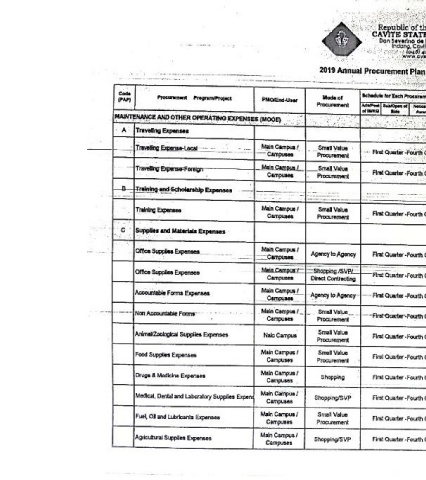 Republic of th
CAVITE STATE
Don Severino de
Indang, Cavi
www.cvs
2019 Annual Procurement Plan
Code (PAP) Procurement Program/Project PMO/End-User Mode of Procurement Schedule for Each Procurem
MAINTENANCE AND OTHER OPERATING EXPENSES (MOOE)
A Travelling Expenses
Travelling Expense-Local Main Campus / Campuses Small Value Procurement First Quarter -Fourth
Travelling Expense-Foreign Main Campus / Campuses Small Value Procurement First Quarter -Fourth
B Training and Scholarship Expenses
Training Expenses Main Campus / Campuses Small Value Procurement First Quarter -Fourth
C Supplies and Materials Expenses
Office Supplies Expenses Main Campus / Campuses Agency to Agency First Quarter -Fourth
Office Supplies Expenses Main Campus / Campuses Shopping /SVP/ Direct Contracting First Quarter -Fourth
Accountable Forms Expenses Main Campus / Campuses Agency to Agency First Quarter -Fourth
Non Accountable Forms Main Campus / Campuses Small Value Procurement First Quarter -Fourth
Animal/Zoological Supplies Expenses Naic Campus Small Value Procurement First Quarter -Fourth
Food Supplies Expenses Main Campus / Campuses Small Value Procurement First Quarter -Fourth
Drugs & Medicine Expenses Main Campus / Campuses Shopping First Quarter -Fourth
Medical, Dental and Laboratory Supplies Expen Main Campus / Campuses Shopping/SVP First Quarter -Fourth
Fuel, Oil and Lubricants Expenses Main Campus / Campuses Small Value Procurement First Quarter -Fourth
Agricultural Supplies Expenses Main Campus / Campuses Shopping/SVP First Quarter -Fourth